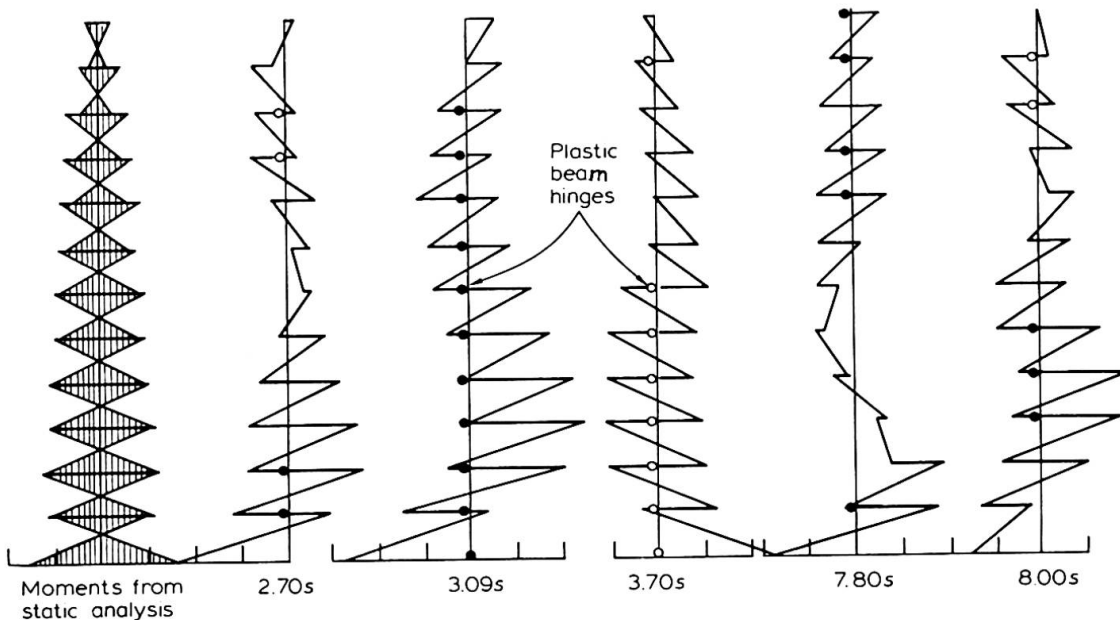 Plastic
beam
hinges
Moments from
static analysis
2.70s
3.09s
3.70s
7.80s
8.00s